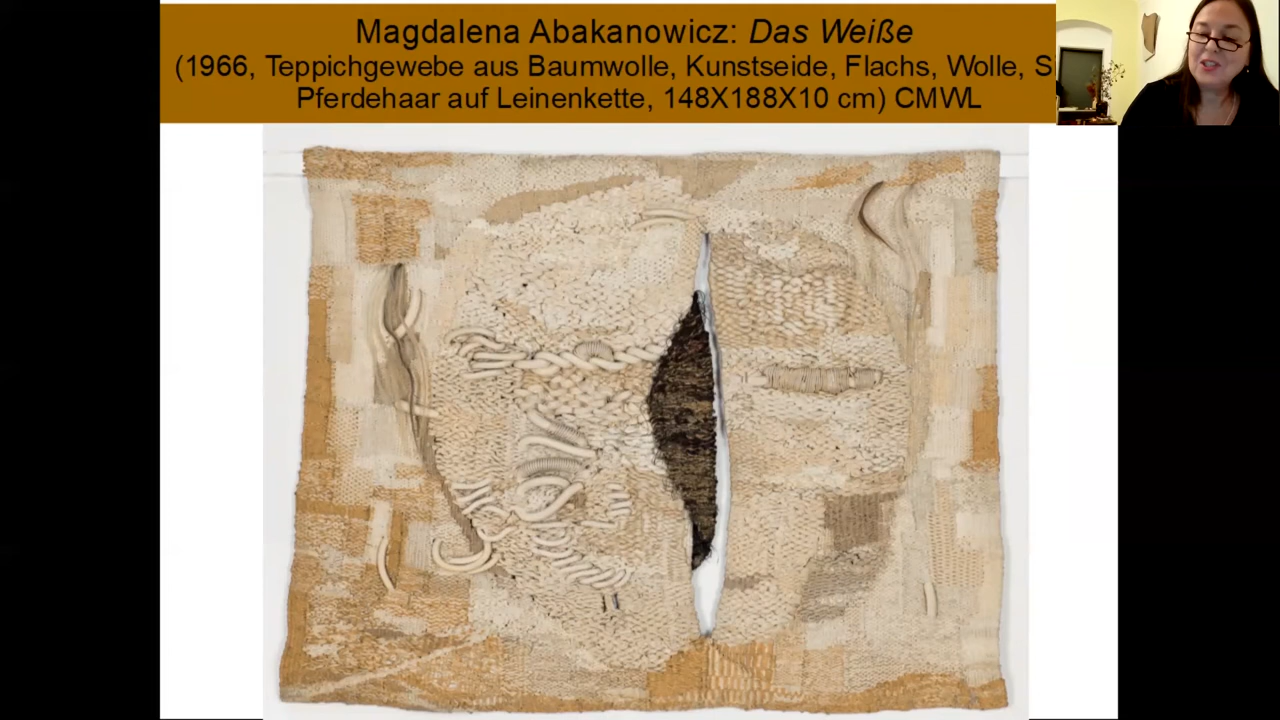 Magdalena Abakanowicz: Das Weiße
(1966, Teppichgewebe aus Baumwolle, Kunstseide, Flachs, Wolle, S
Pferdehaar auf Leinenkette, 148X188X10 cm) CMWL